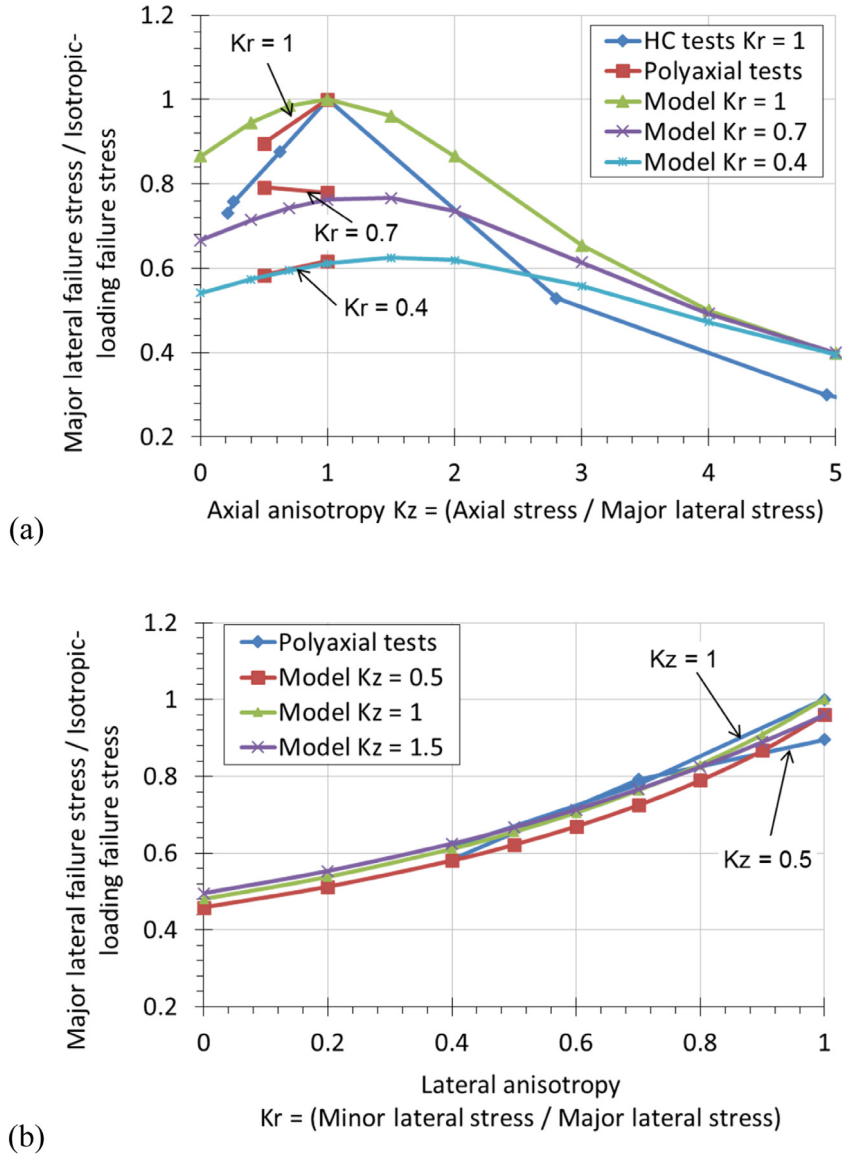 1.2
1
0.8
0.6
0.4
0.2
Major lateral failure stress / Isotropic-
loading failure stress
Kr = 1
Kr = 0.7
Kr = 0.4
HC tests Kr = 1
Polyaxial tests
Model Kr = 1
Model Kr = 0.7
Model Kr = 0.4
0 1 2 3 4 5
Axial anisotropy Kz = (Axial stress / Major lateral stress)
(a)
1.2
1
0.8
0.6
0.4
0.2
Major lateral failure stress / Isotropic-
loading failure stress
Polyaxial tests
Model Kz = 0.5
Model Kz = 1
Model Kz = 1.5
Kz = 1
Kz = 0.5
0 0.2 0.4 0.6 0.8 1
Lateral anisotropy
Kr = (Minor lateral stress / Major lateral stress)
(b)